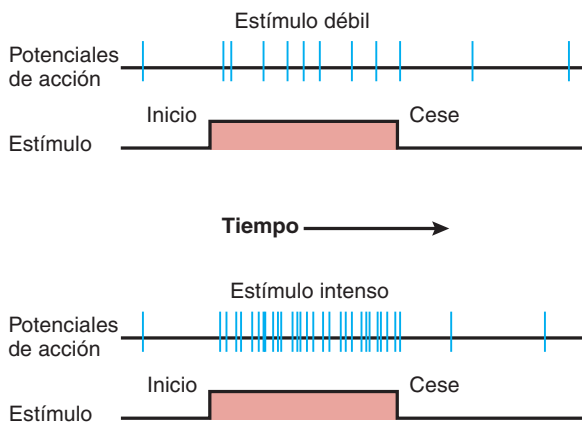 Estímulo débil
Potenciales
de acción
Inicio Cese
Estímulo
Tiempo
Estímulo intenso
Potenciales
de acción
Inicio Cese
Estímulo